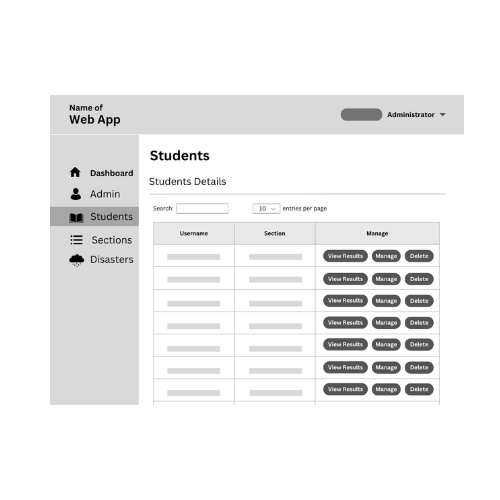 Name of
Web App
Administrator
Dashboard
Admin
Students
Sections
Disasters
Students
Students Details
Search: 10 entries per page
Username Section Manage
View Results Manage Delete
View Results Manage Delete
View Results Manage Delete
View Results Manage Delete
View Results Manage Delete
View Results Manage Delete
View Results Manage Delete